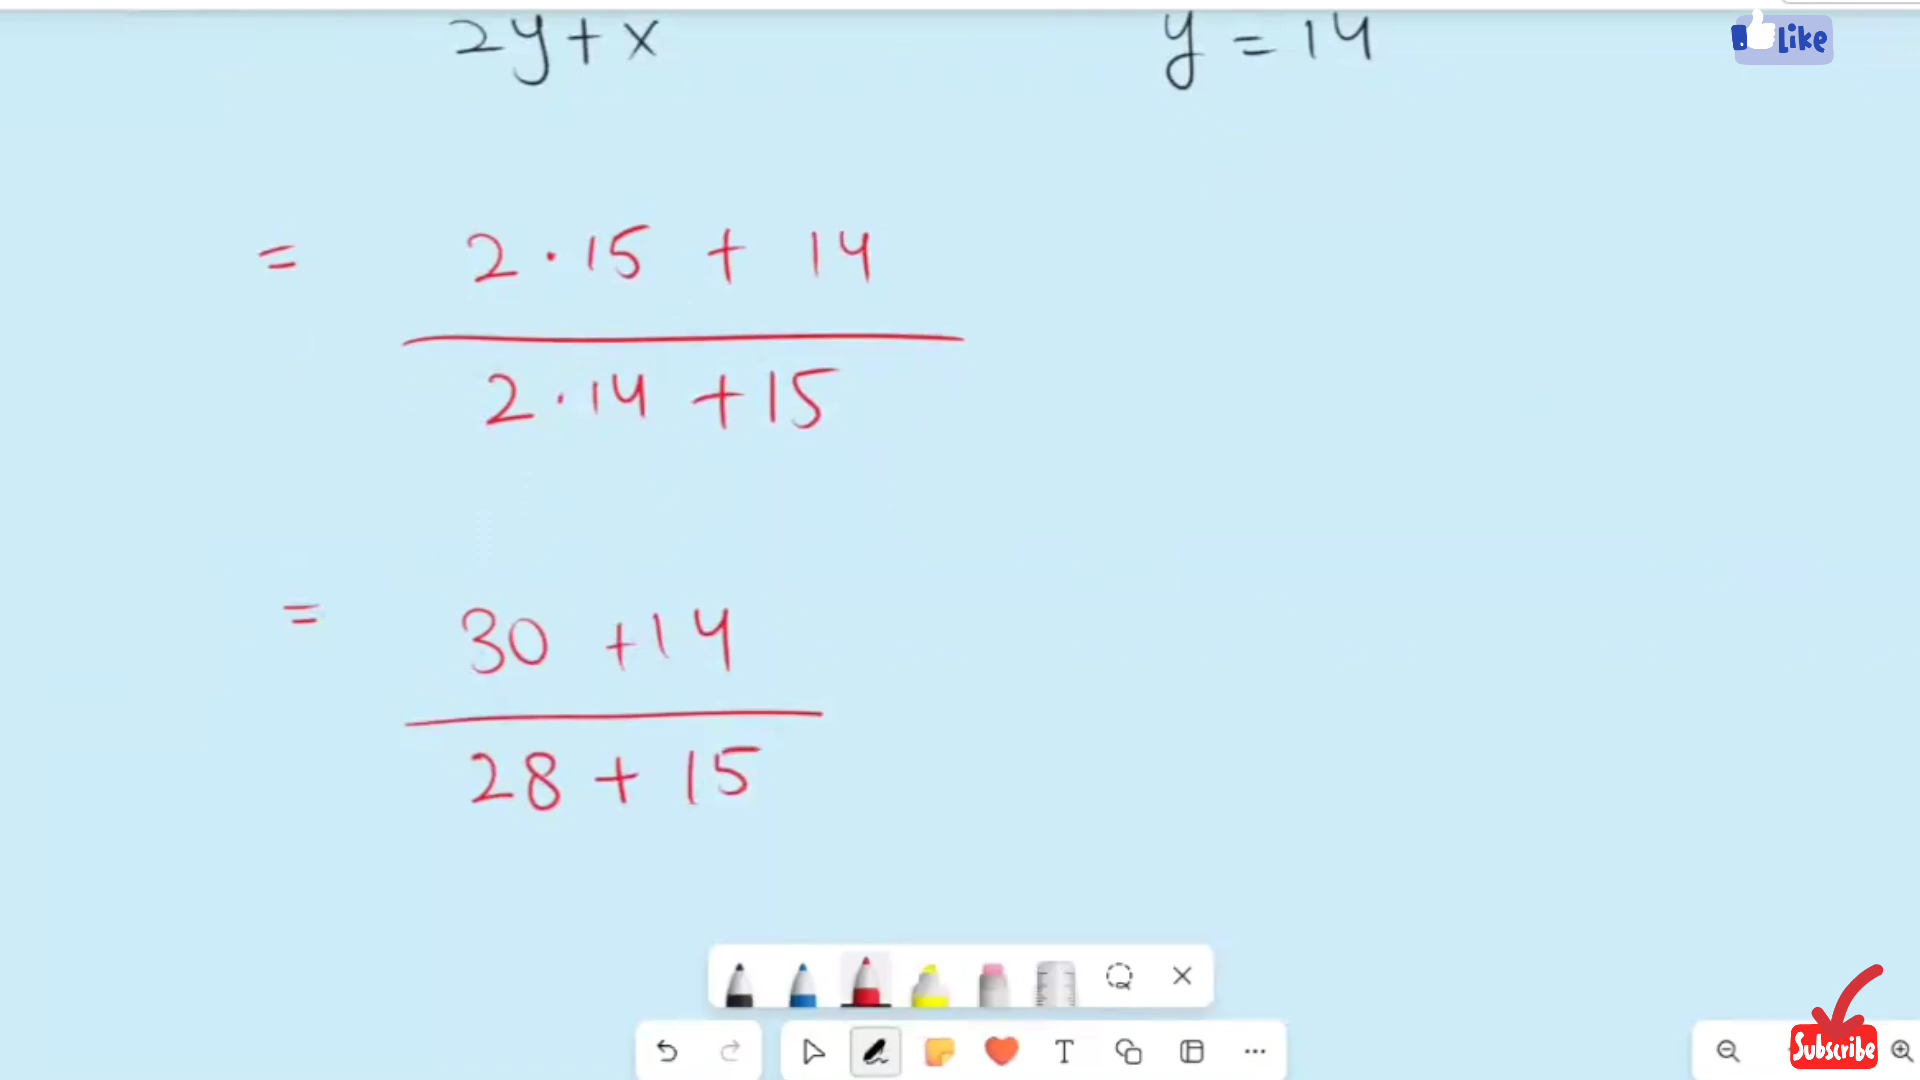 2y + x
y = 14
Like
= 2 · 15 + 14
2 · 14 + 15
= 30 + 14
28 + 15
T
Subscribe